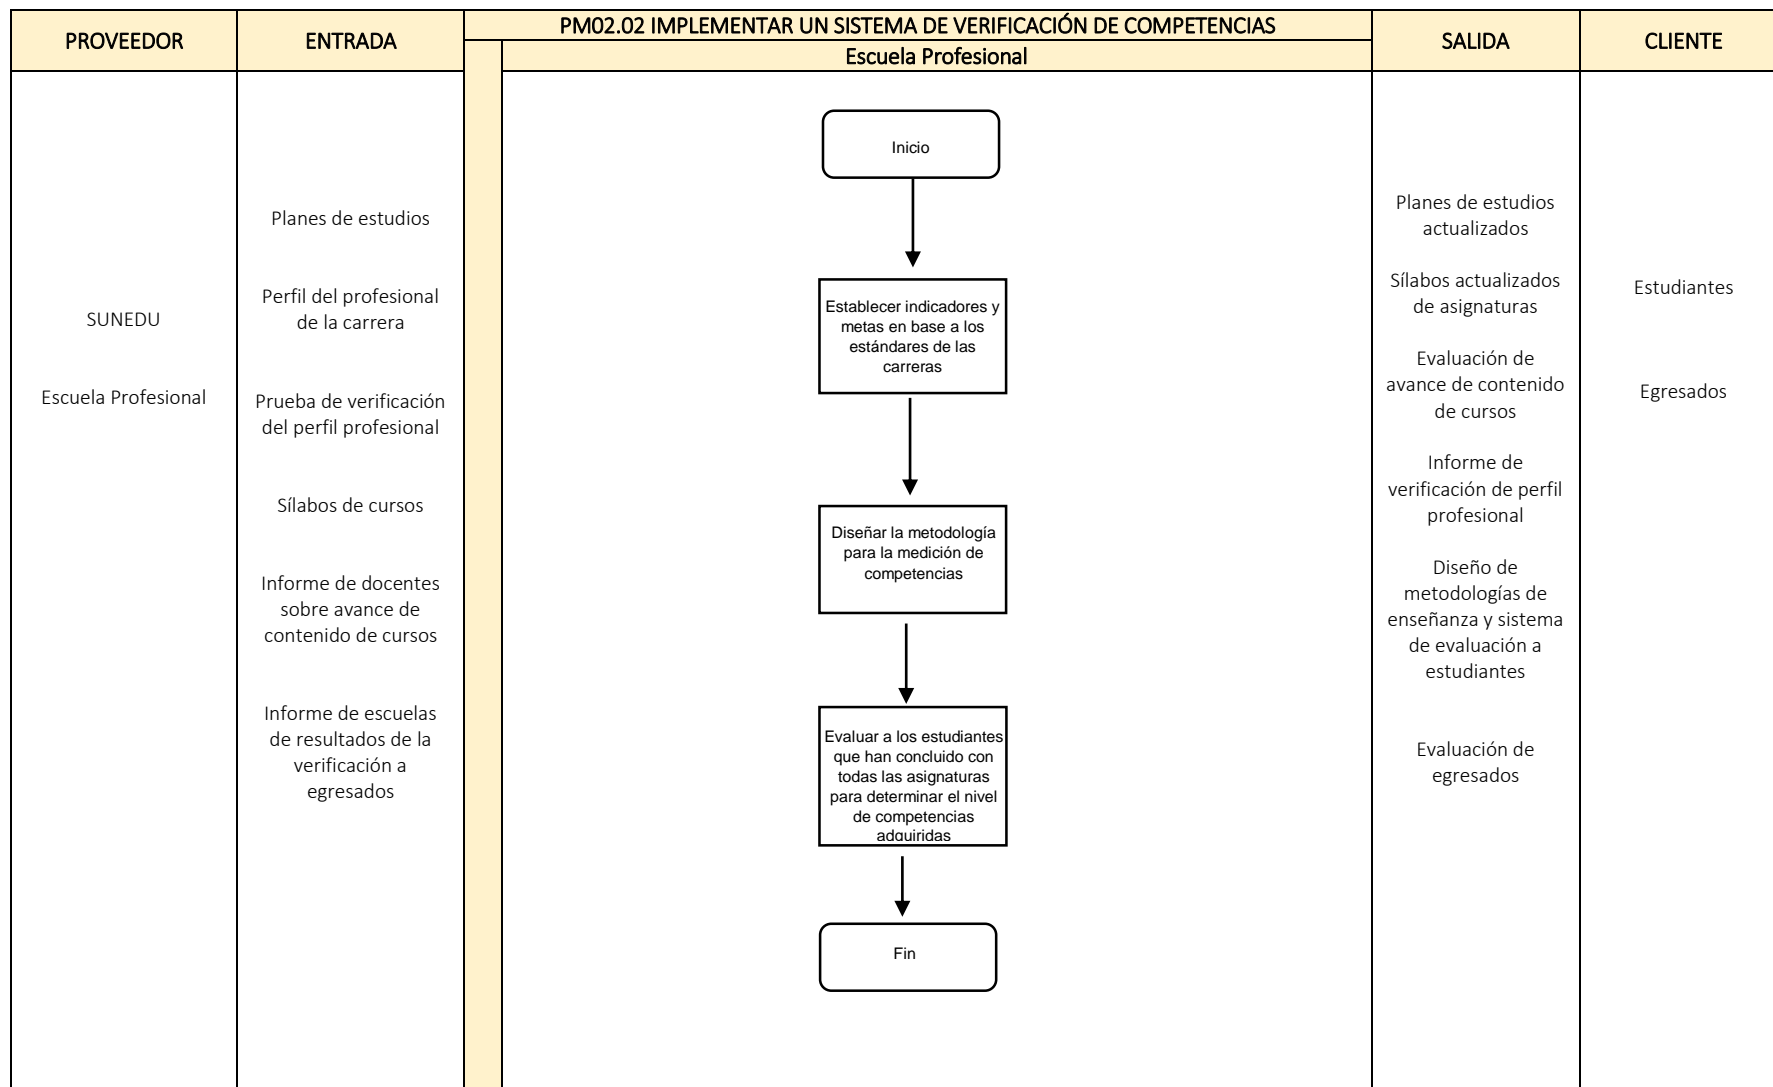 PROVEEDOR
ENTRADA
PM02.02 IMPLEMENTAR UN SISTEMA DE VERIFICACIÓN DE COMPETENCIAS
Escuela Profesional
SALIDA
CLIENTE
SUNEDU
Escuela Profesional
Planes de estudios
Perfil del profesional
de la carrera
Prueba de verificación
del perfil profesional
Sílabos de cursos
Informe de docentes
sobre avance de
contenido de cursos
Informe de escuelas
de resultados de la
verificación a
egresados
Inicio
Establecer indicadores y
metas en base a los
estándares de las
carreras
Diseñar la metodología
para la medición de
competencias
Evaluar a los estudiantes
que han concluido con
todas las asignaturas
para determinar el nivel
de competencias
adquiridas
Fin
Planes de estudios
actualizados
Sílabos actualizados
de asignaturas
Evaluación de
avance de contenido
de cursos
Informe de
verificación de perfil
profesional
Diseño de
metodologías de
enseñanza y sistema
de evaluación a
estudiantes
Evaluación de
egresados
Estudiantes
Egresados